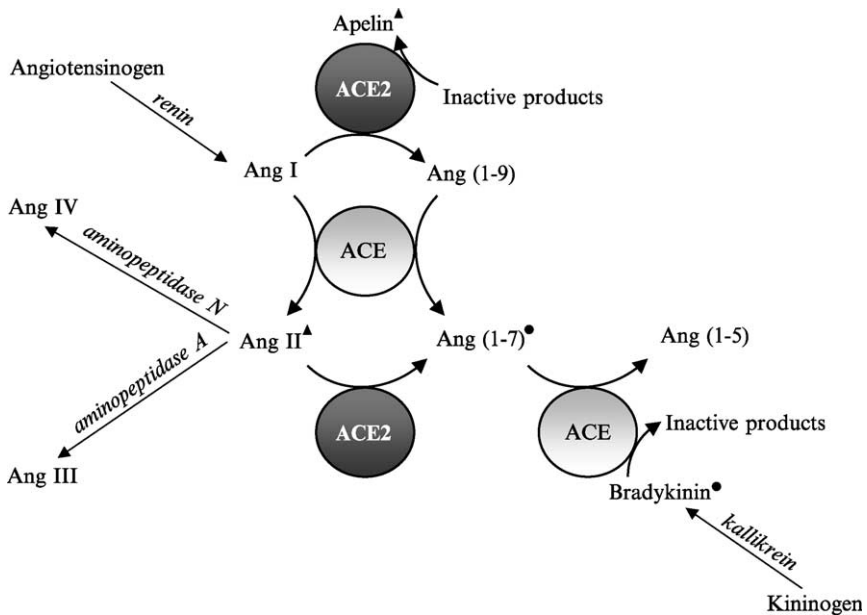 Apelin▲
Angiotensinogen
ACE2
Inactive products
renin
Ang I
Ang (1-9)
Ang IV
aminopeptidase N
ACE
Ang II▲
Ang (1-7)●
Ang (1-5)
aminopeptidase A
ACE2
ACE
Inactive products
Ang III
Bradykinin●
kallikrein
Kininogen